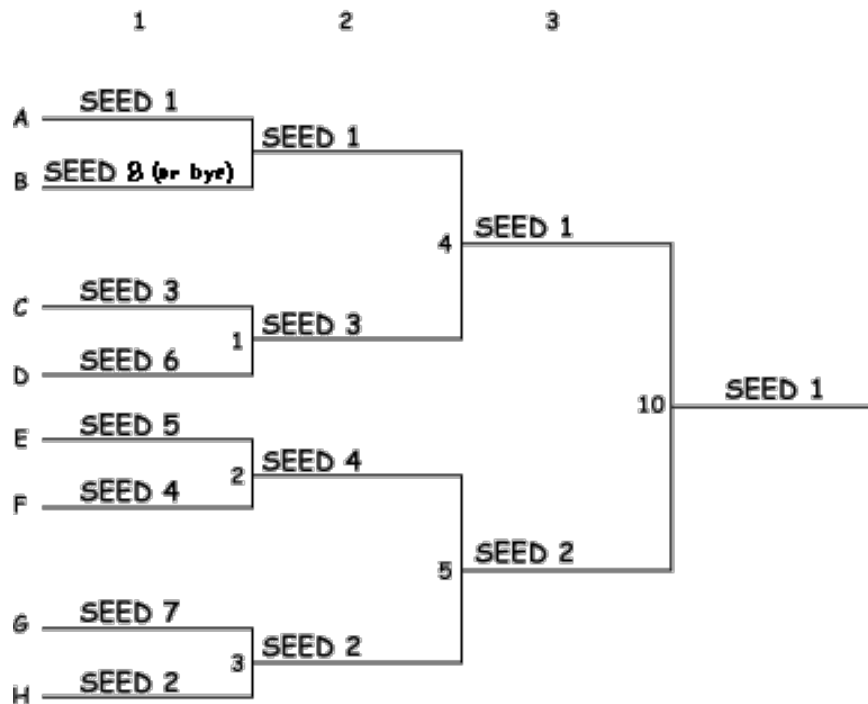 1 2 3
A SEED 1
SEED 1
B SEED 8 (or bye)
4 SEED 1
C SEED 3
1 SEED 3
D SEED 6
10 SEED 1
E SEED 5
2 SEED 4
F SEED 4
5 SEED 2
G SEED 7
3 SEED 2
H SEED 2